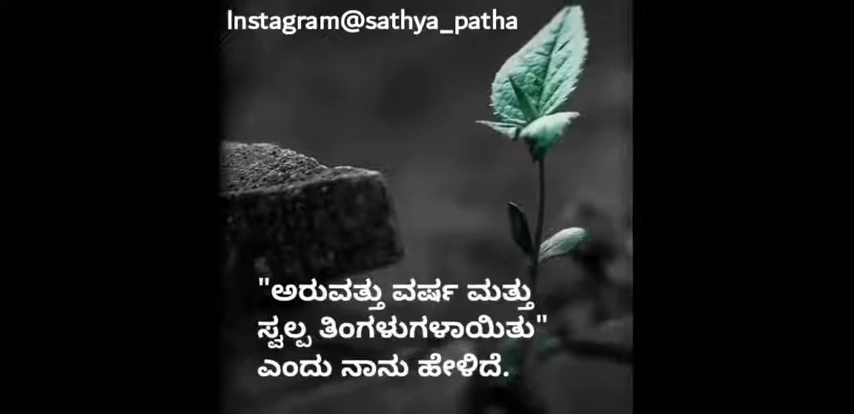 Instagram@sathya_patha
"ಅರುವತ್ತು ವರ್ಷ ಮತ್ತು
ಸ್ವಲ್ಪ ತಿಂಗಳುಗಳಾಯಿತು"
ಎಂದು ನಾನು ಹೇಳಿದೆ.